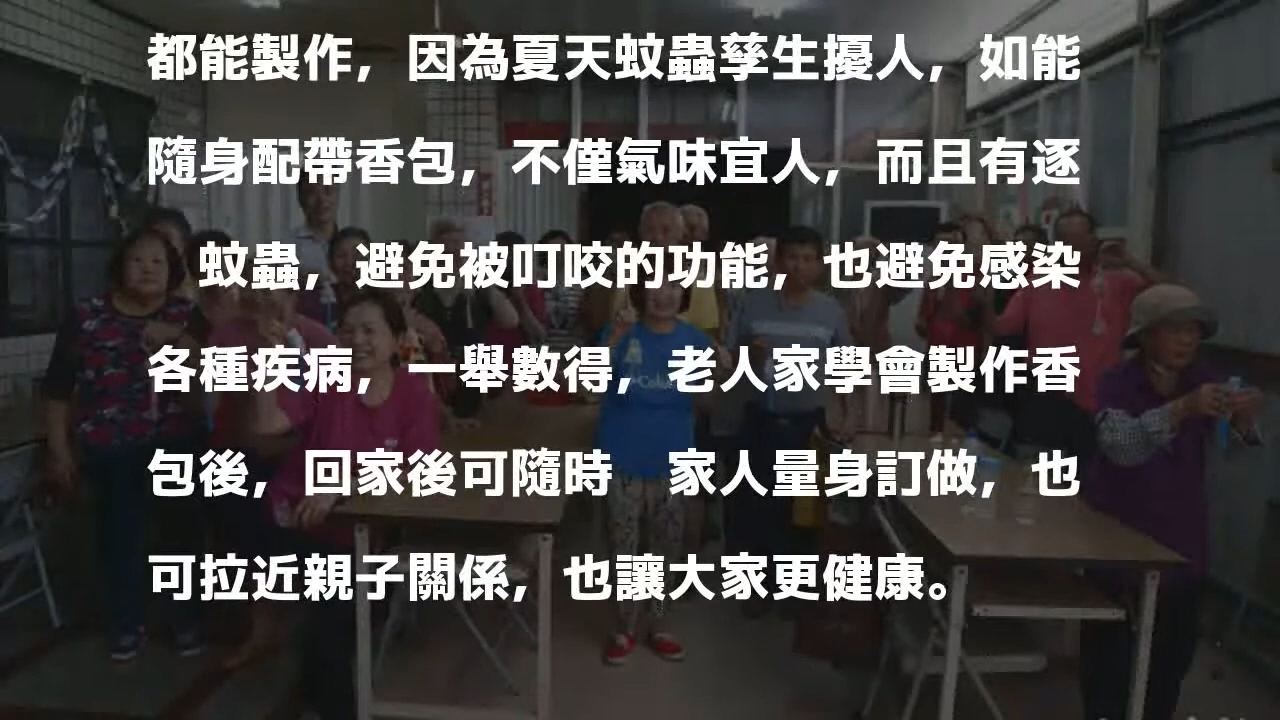 都能製作，因為夏天蚊蟲孳生擾人，如能
隨身配帶香包，不僅氣味宜人，而且有逐
蚊蟲，避免被叮咬的功能，也避免感染
各種疾病，一舉數得，老人家學會製作香
包後，回家後可隨時　家人量身訂做，也
可拉近親子關係，也讓大家更健康。